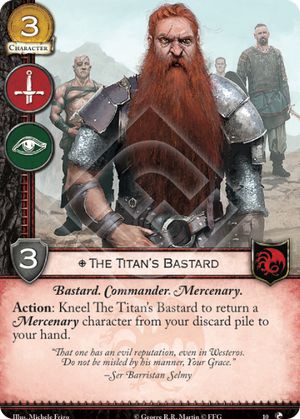 3
CHARACTER
3
THE TITAN'S BASTARD
Bastard. Commander. Mercenary.
Action: Kneel The Titan's Bastard to return a
Mercenary character from your discard pile to
your hand.
"That one has an evil reputation, even in Westeros.
Do not be misled by his manner, Your Grace."
–Ser Barristan Selmy
Illus. Michele Frigo
© George R.R. Martin © FFG
10